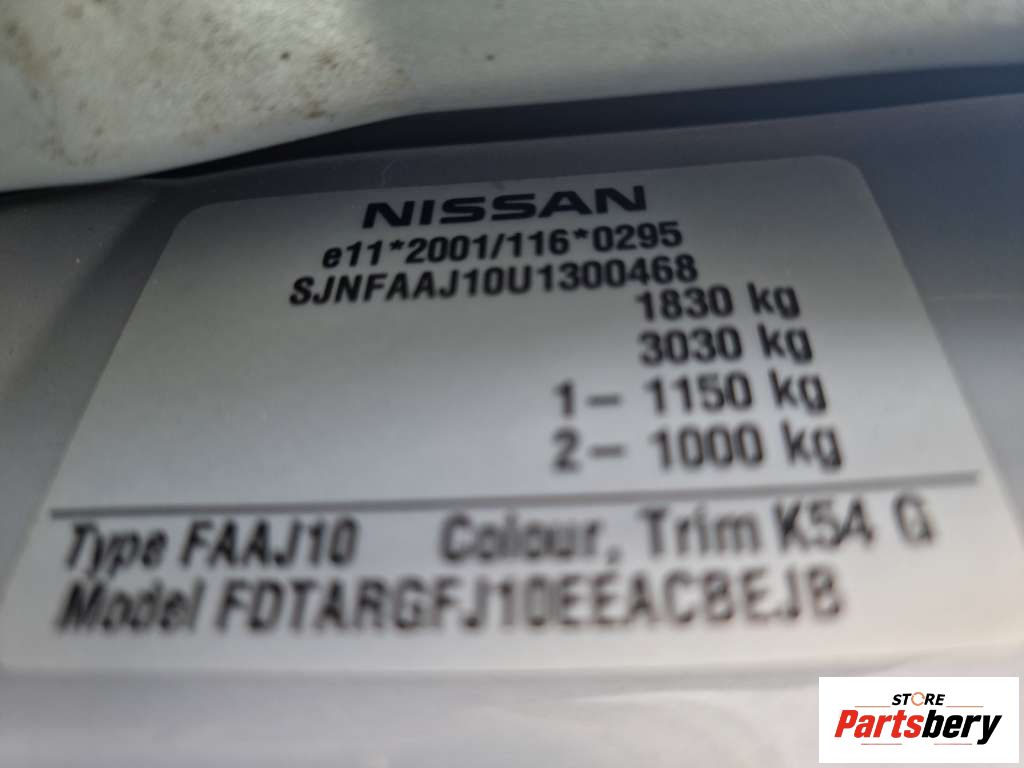 NISSAN
e11*2001/116*0295
SJNFAAJ10U1300468
1830 kg
3030 kg
1- 1150 kg
2- 1000 kg
Type FAAJ10 Colour, Trim K54 G
Model FDTARGFJ10EEACBEJB
STORE
Partsbery